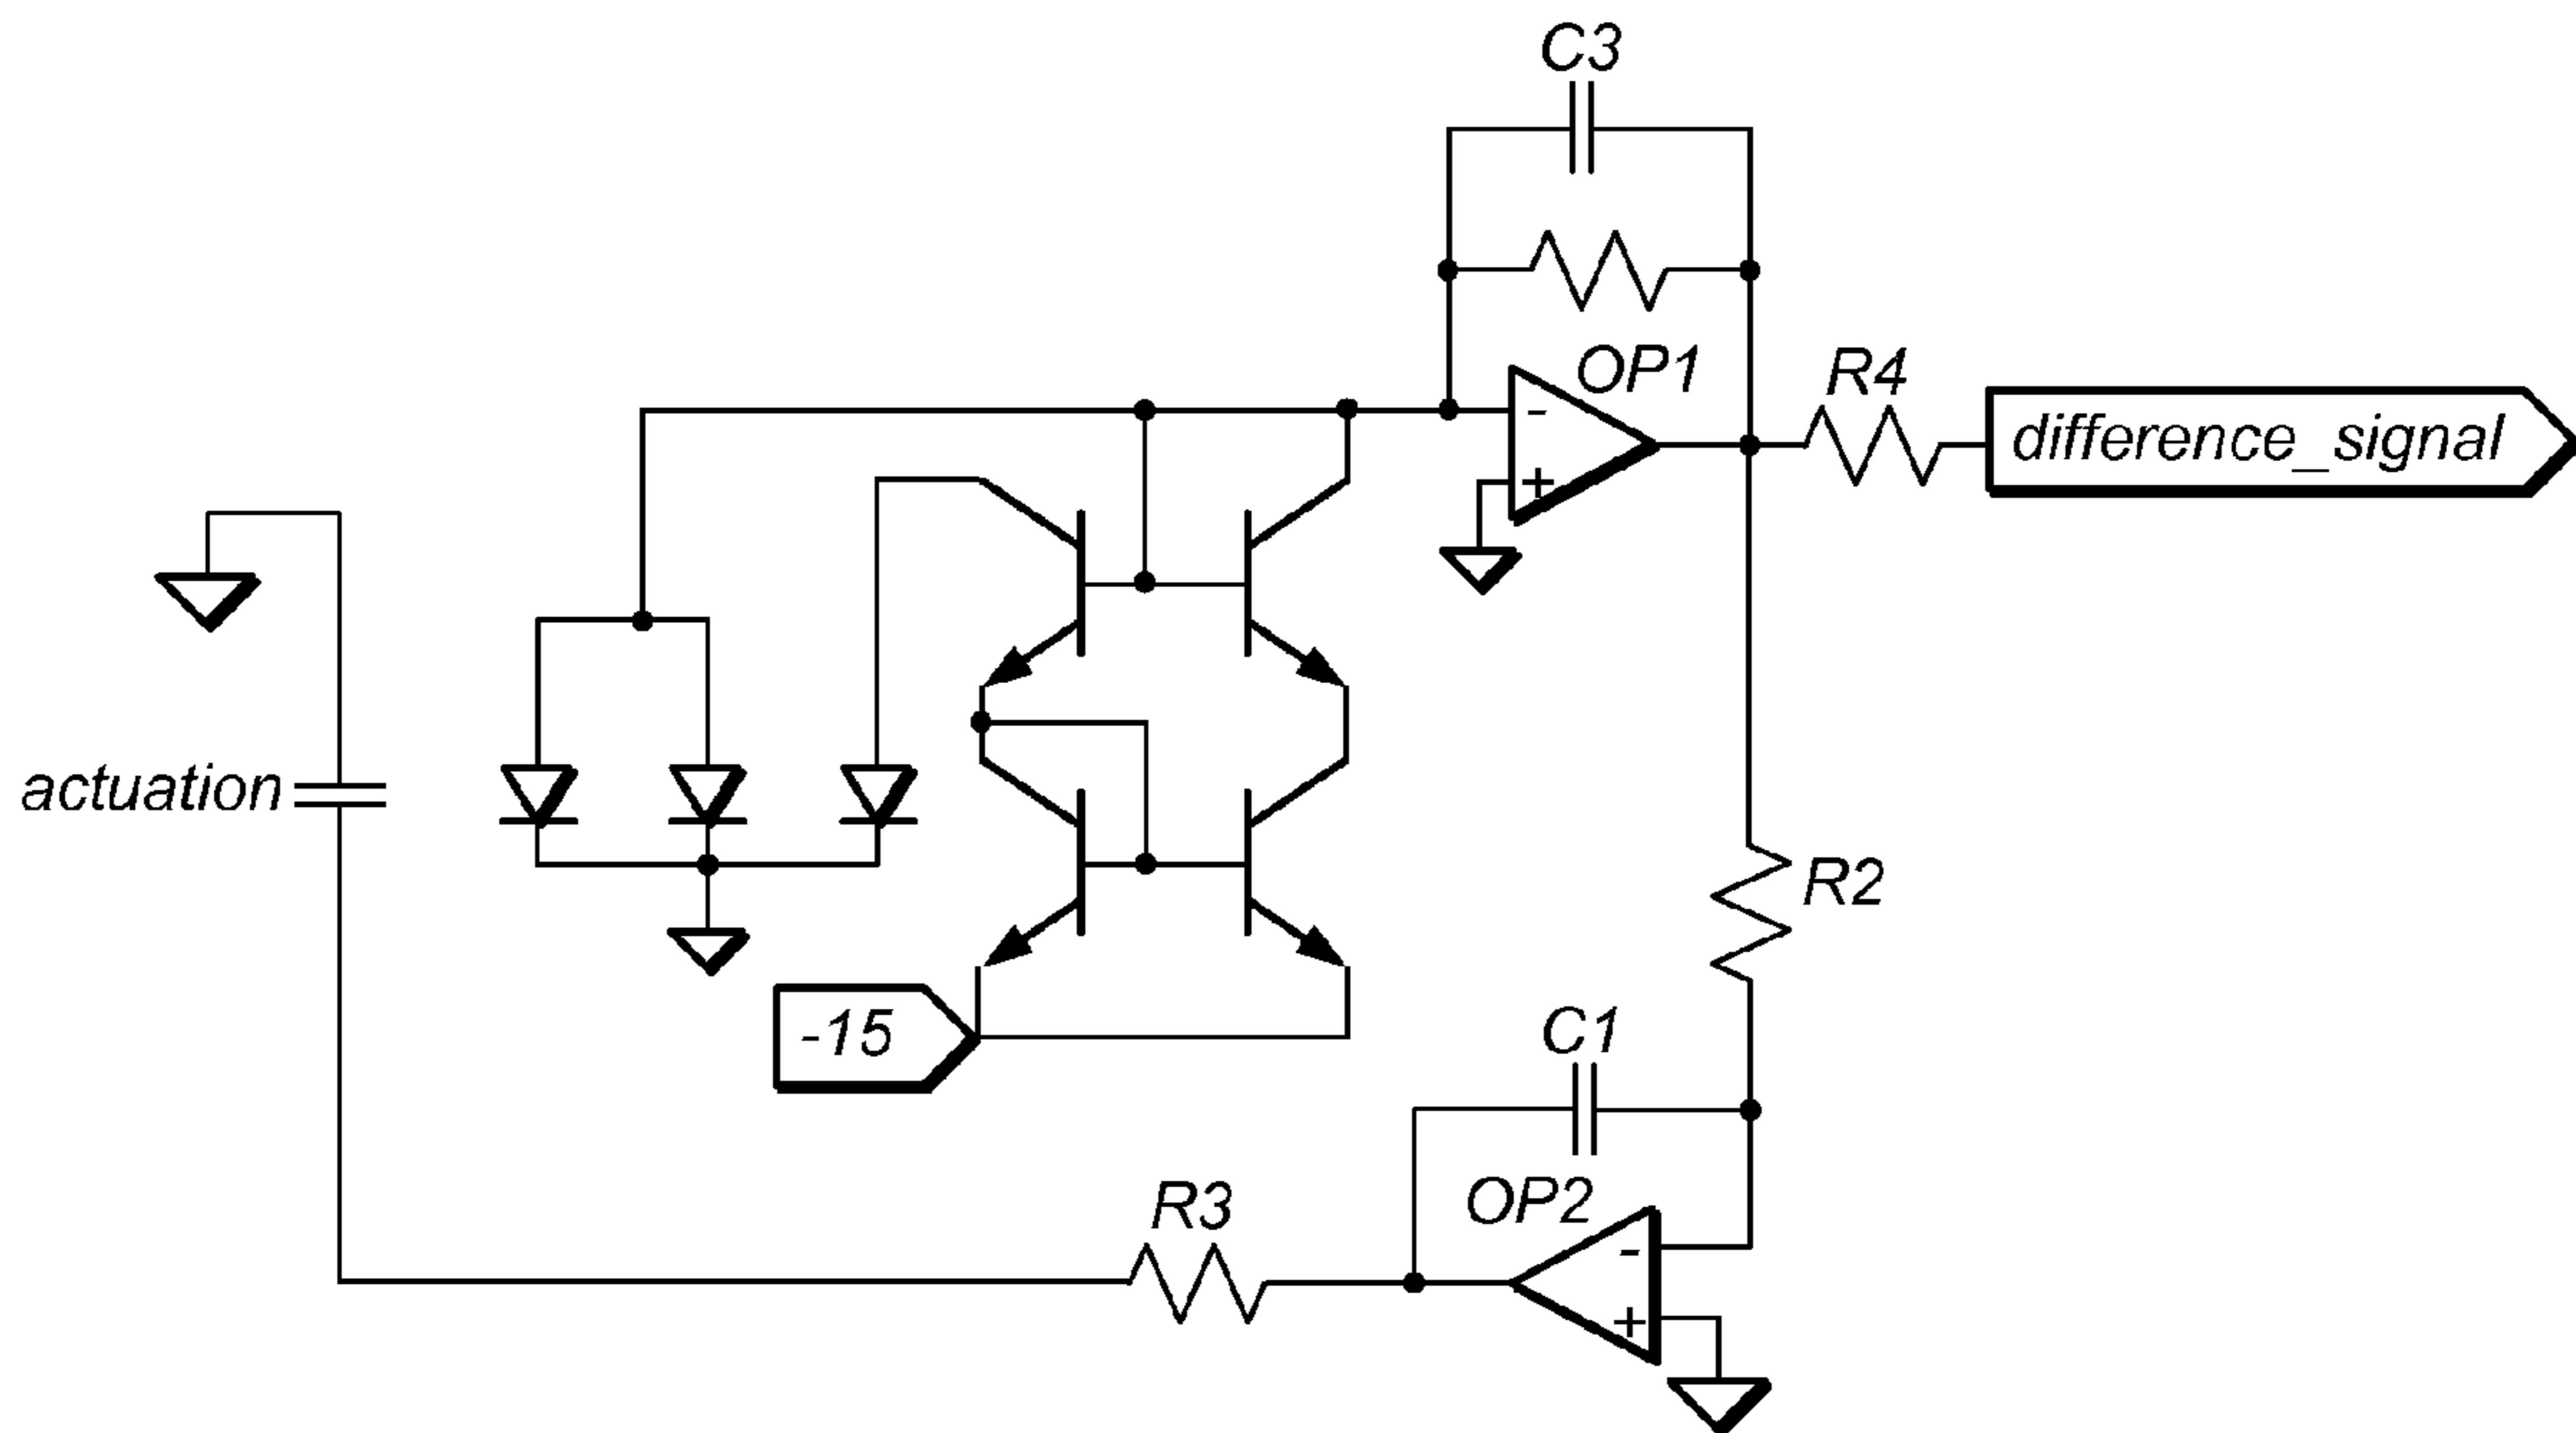 C3
OP1
-
+
R4
difference_signal
actuation
R2
-15
C1
R3
OP2
-
+